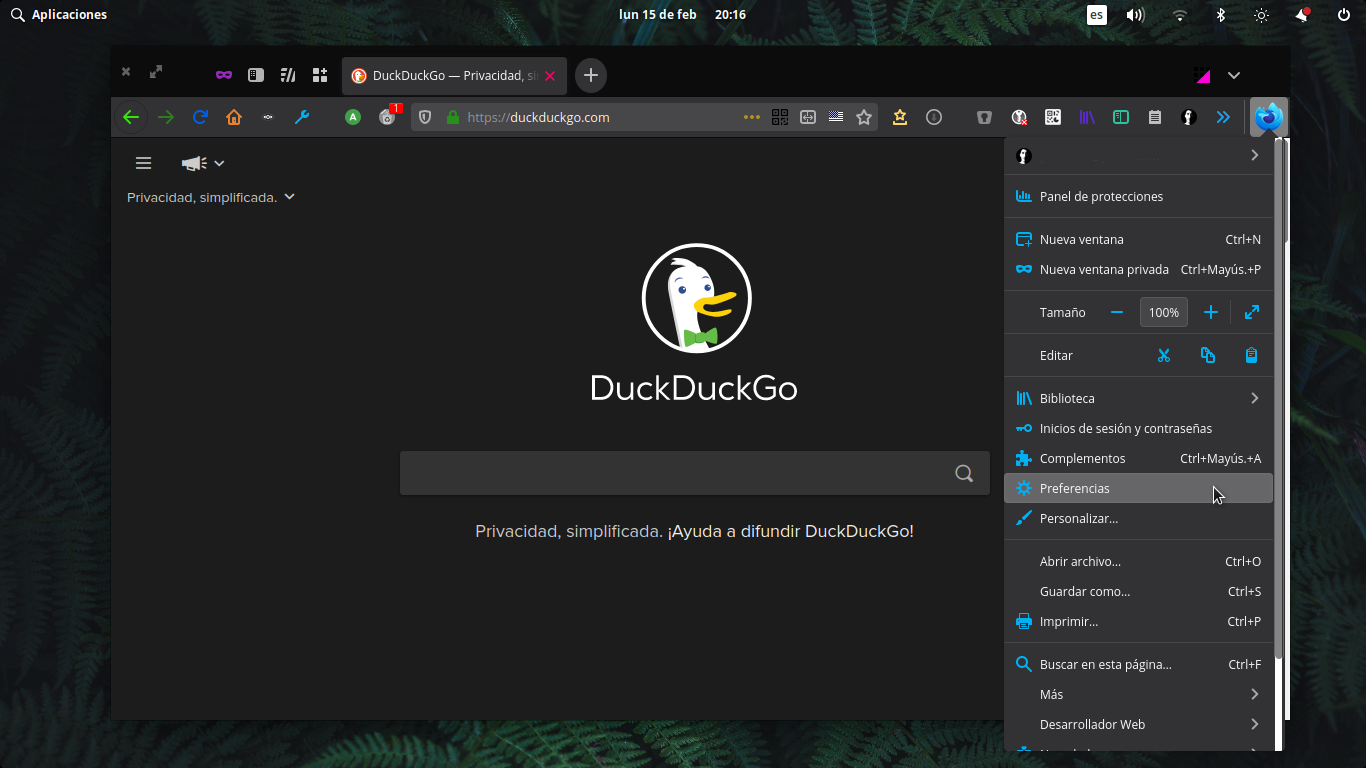 Aplicaciones
lun 15 de feb 20:16
es
DuckDuckGo — Privacidad, si
A
1
https://duckduckgo.com
Privacidad, simplificada.
DuckDuckGo
Privacidad, simplificada. ¡Ayuda a difundir DuckDuckGo!
Panel de protecciones
Nueva ventana Ctrl+N
Nueva ventana privada Ctrl+Mayús.+P
Tamaño 100%
Editar
Biblioteca
Inicios de sesión y contraseñas
Complementos Ctrl+Mayús.+A
Preferencias
Personalizar...
Abrir archivo... Ctrl+O
Guardar como... Ctrl+S
Imprimir... Ctrl+P
Buscar en esta página... Ctrl+F
Más
Desarrollador Web